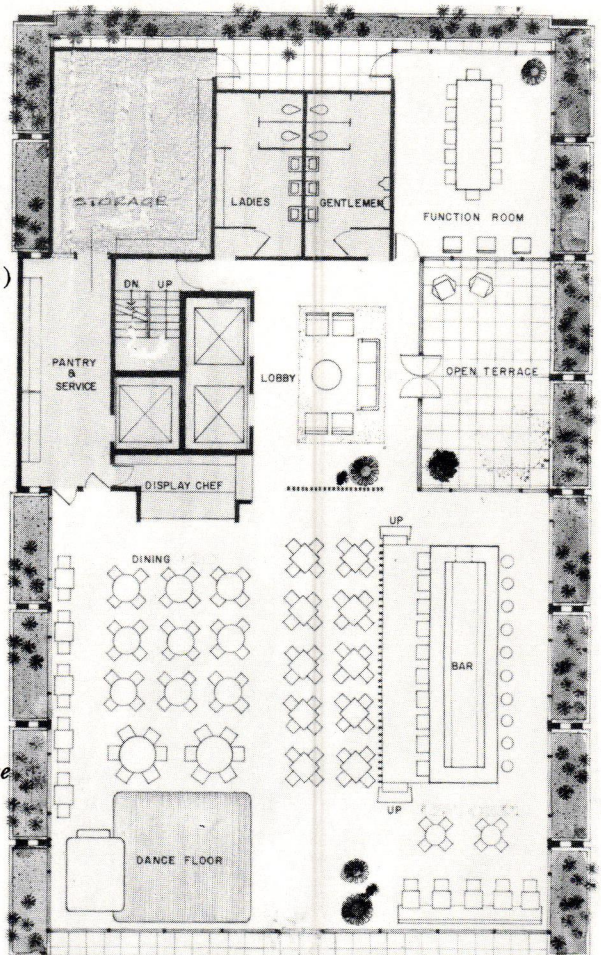 STORAGE
LADIES
GENTLEMEN
FUNCTION ROOM
)
DN. UP
PANTRY
&
SERVICE
LOBBY
OPEN TERRACE
DISPLAY CHEF
UP
DINING
BAR
e
UP
DANCE FLOOR